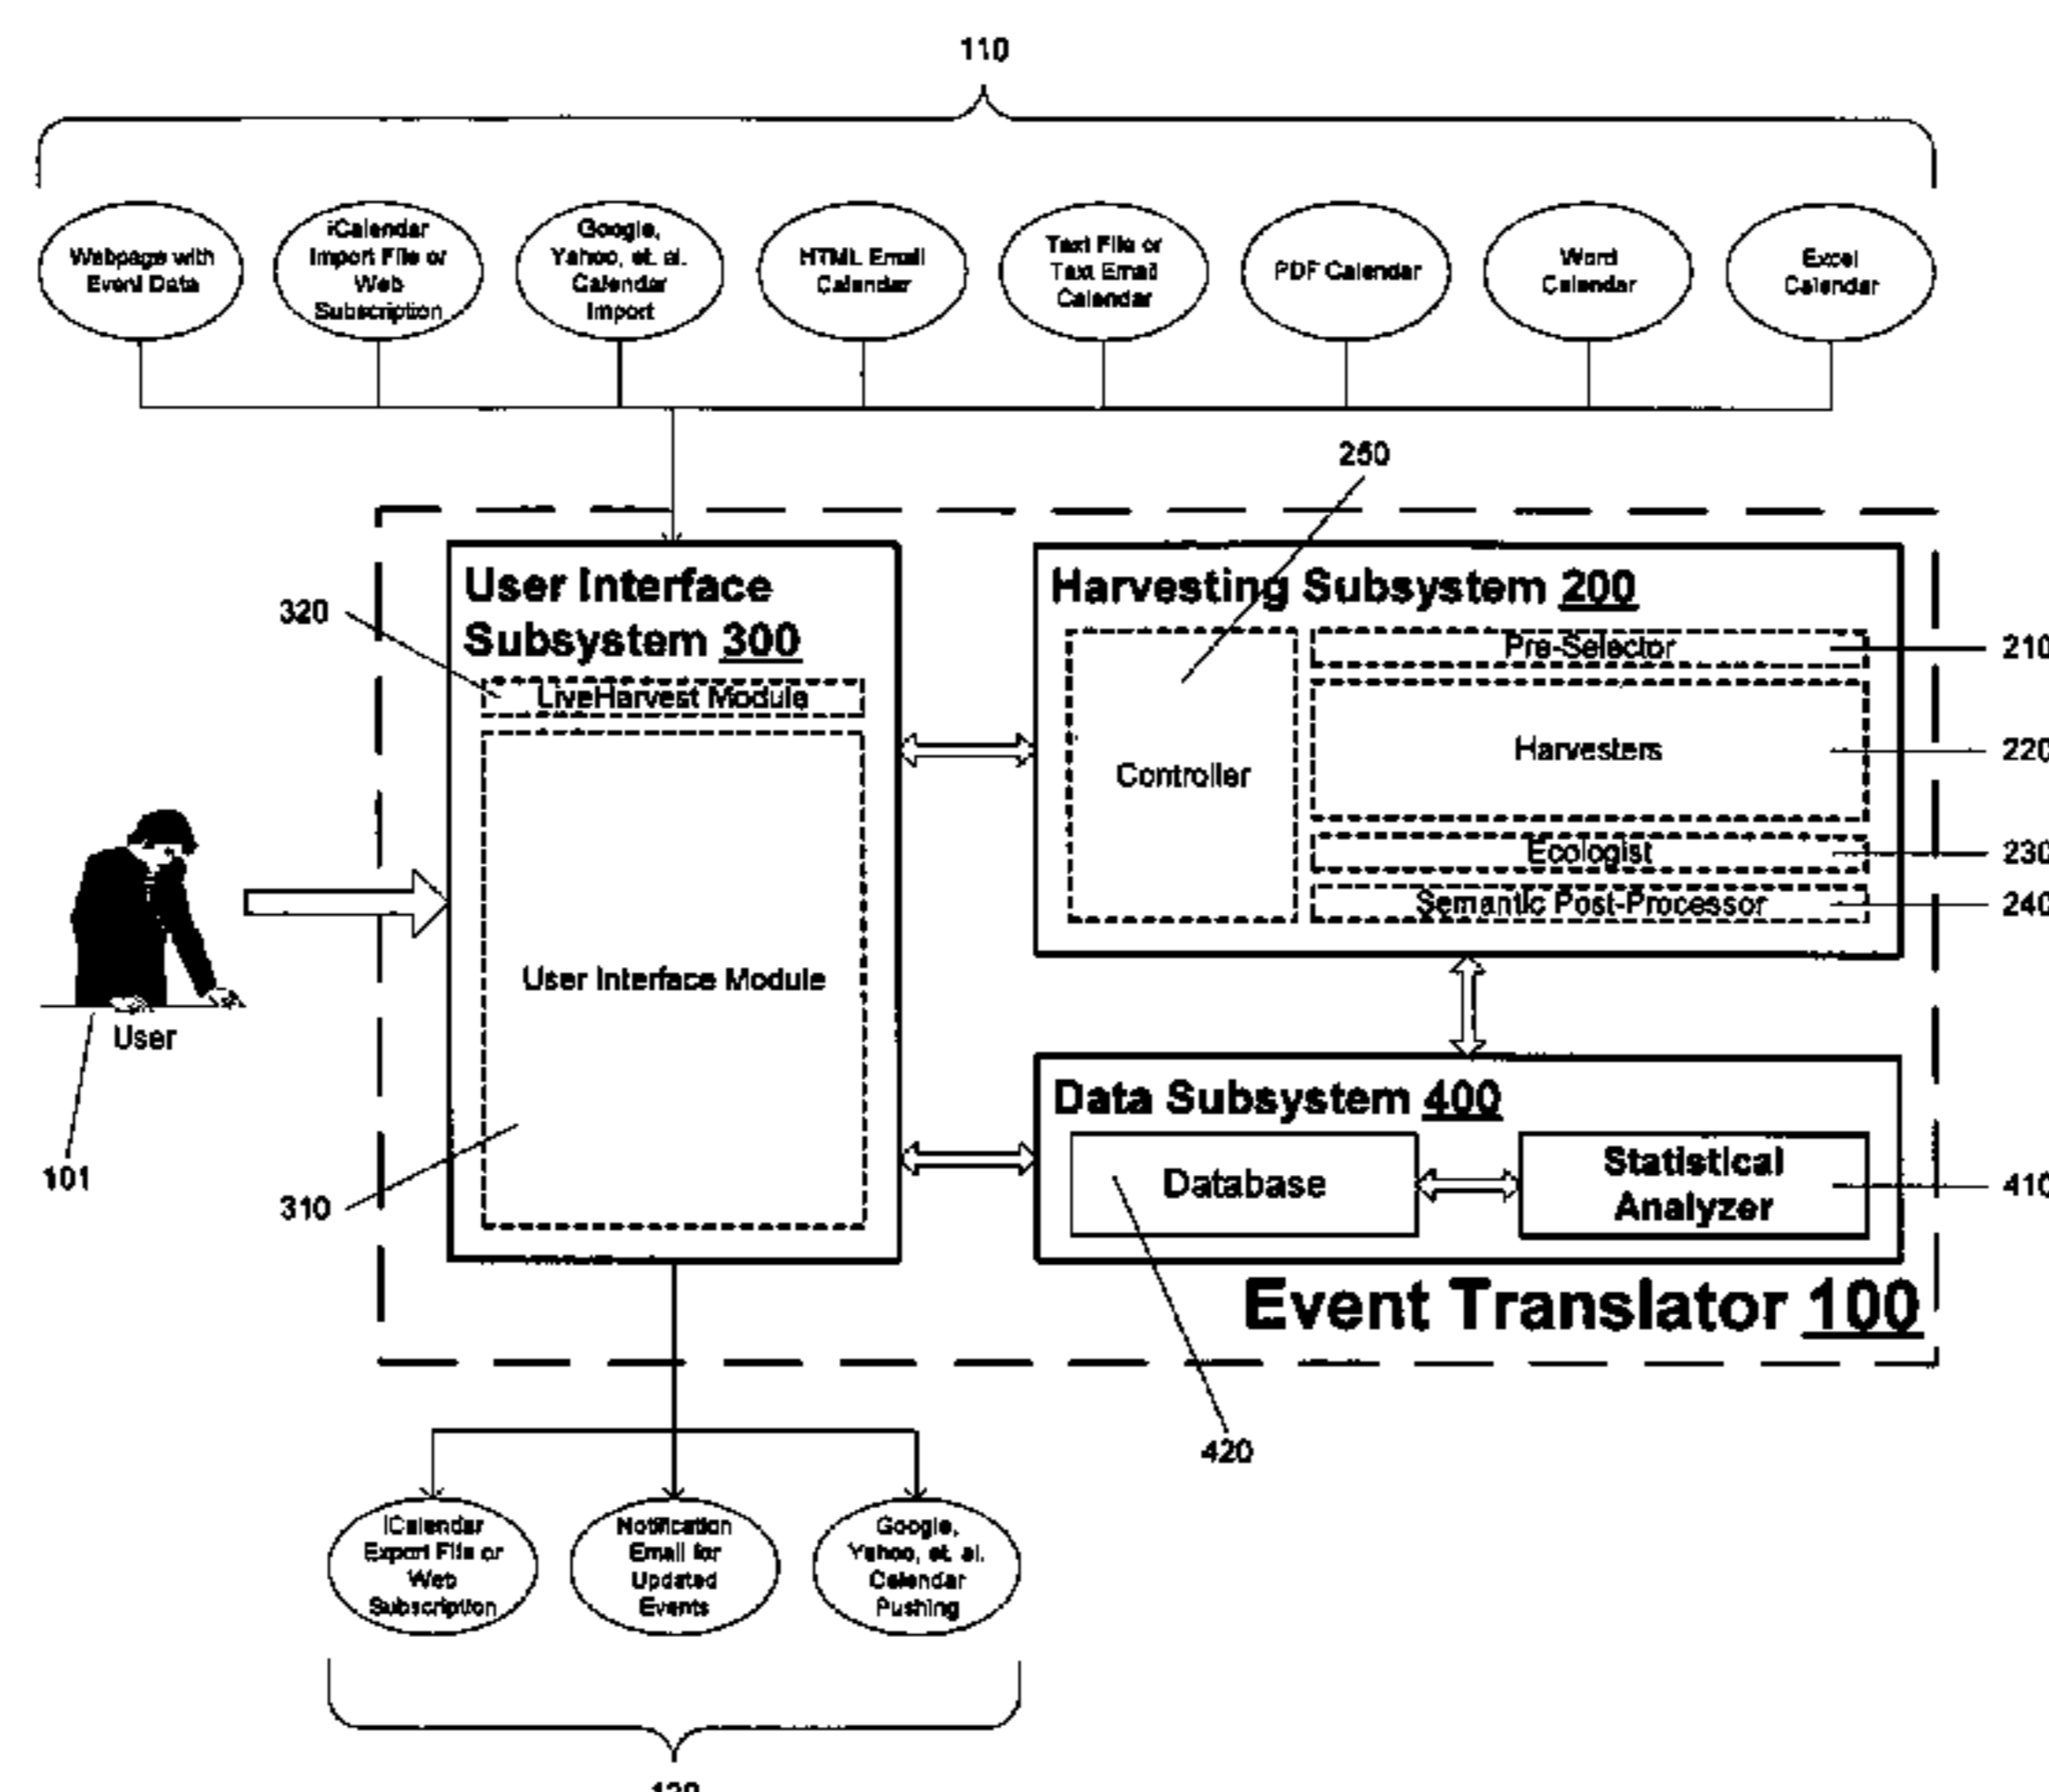 110
Webpage with
Event Data
iCalendar
Import File or
Web
Subscription
Google,
Yahoo, et. al.
Calendar
Import
HTML Email
Calendar
Text File or
Text Email
Calendar
PDF Calendar
Word
Calendar
Excel
Calendar
250
User Interface
Subsystem 300
320
LiveHarvest Module
User Interface Module
310
Harvesting Subsystem 200
Controller
Pre-Selector
210
Harvesters
220
Ecologist
230
Semantic Post-Processor
240
User
101
Data Subsystem 400
Database
Statistical
Analyzer
410
Event Translator 100
420
iCalendar
Export File or
Web
Subscription
Notification
Email for
Updated
Events
Google,
Yahoo, et. al.
Calendar
Pushing